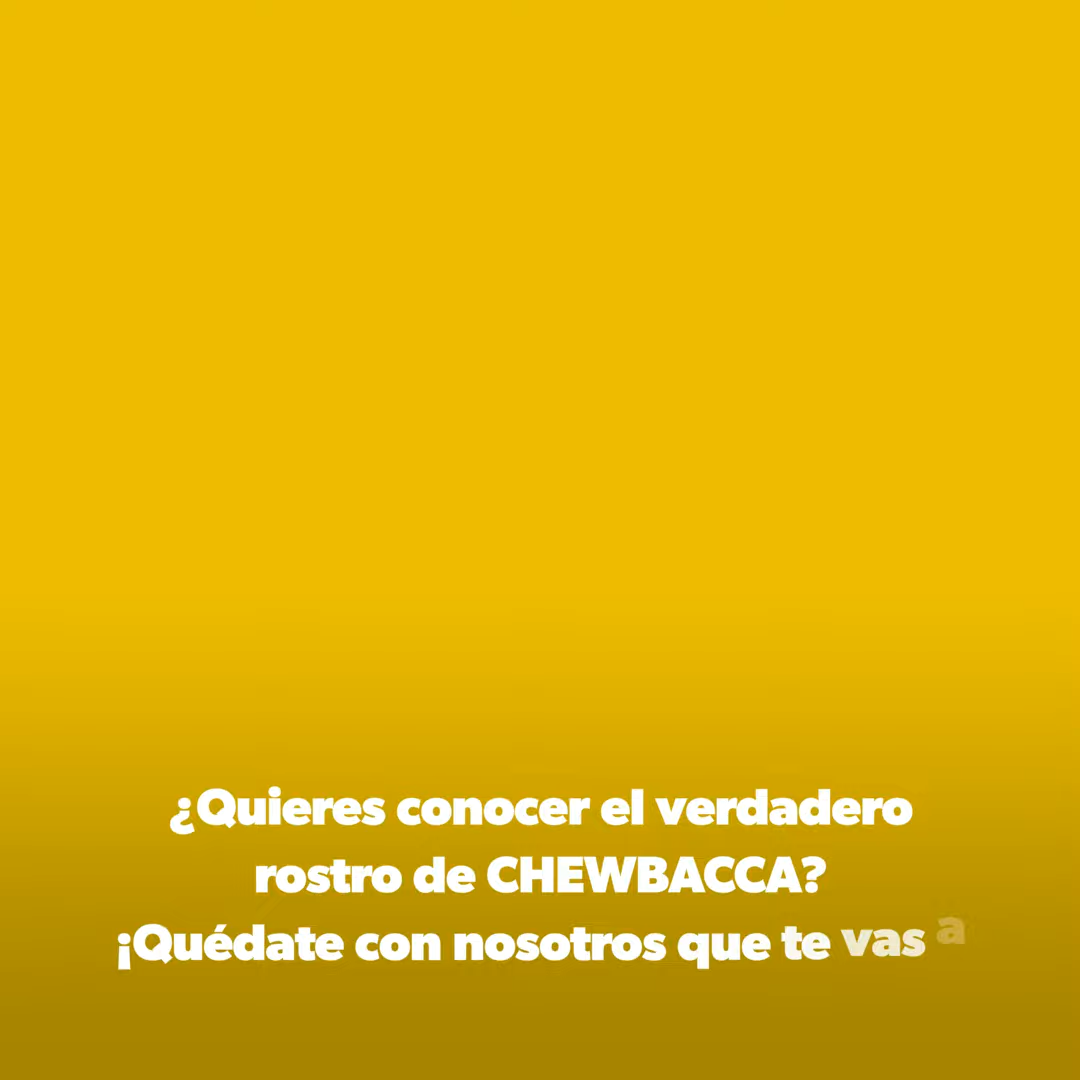 ¿Quieres conocer el verdadero
rostro de CHEWBACCA?
¡Quédate con nosotros que te vas a